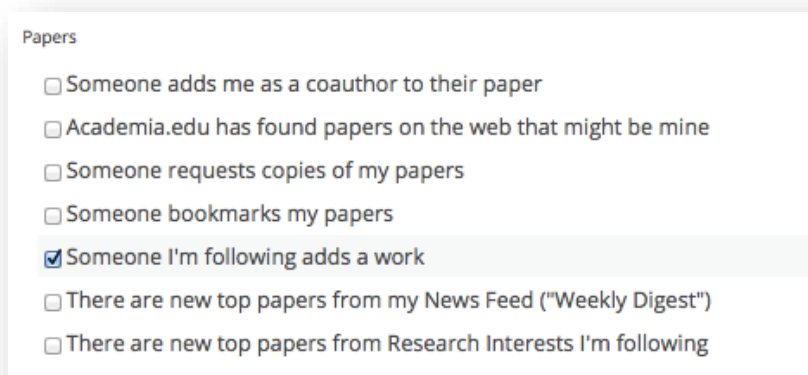 Papers
Someone adds me as a coauthor to their paper
Academia.edu has found papers on the web that might be mine
Someone requests copies of my papers
Someone bookmarks my papers
Someone I'm following adds a work
There are new top papers from my News Feed ("Weekly Digest")
There are new top papers from Research Interests I'm following